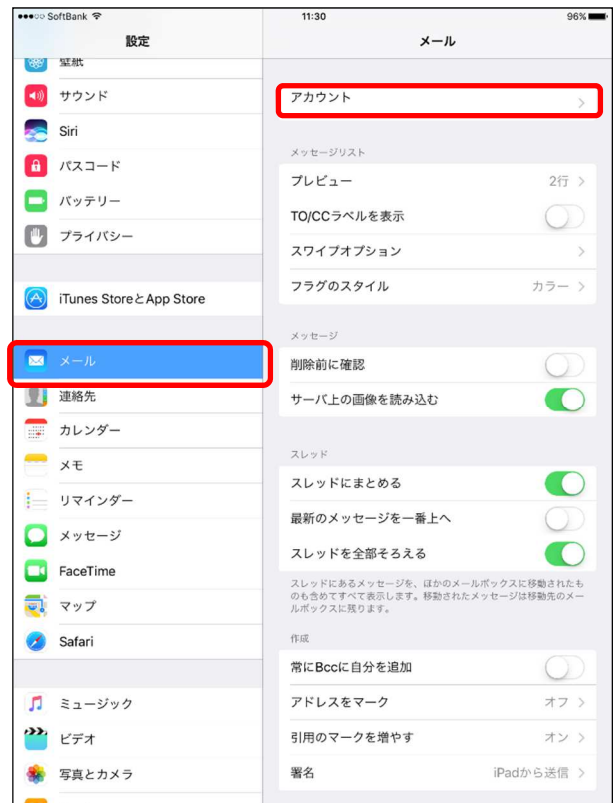 SoftBank
11:30
96%
設定
壁紙
サウンド
Siri
パスコード
バッテリー
プライバシー
iTunes StoreとApp Store
メール
連絡先
カレンダー
メモ
リマインダー
メッセージ
FaceTime
マップ
Safari
ミュージック
ビデオ
写真とカメラ
メール
アカウント
メッセージリスト
プレビュー 2行
TO/CCラベルを表示
スワイプオプション
フラグのスタイル カラー
メッセージ
削除前に確認
サーバ上の画像を読み込む
スレッド
スレッドにまとめる
最新のメッセージを一番上へ
スレッドを全部そろえる
スレッドにあるメッセージを、ほかのメールボックスに移動されたも
のも含めてすべて表示します。移動されたメッセージは移動先のメー
ルボックスに残ります。
作成
常にBccに自分を追加
アドレスをマーク オフ
引用のマークを増やす オン
署名 iPadから送信